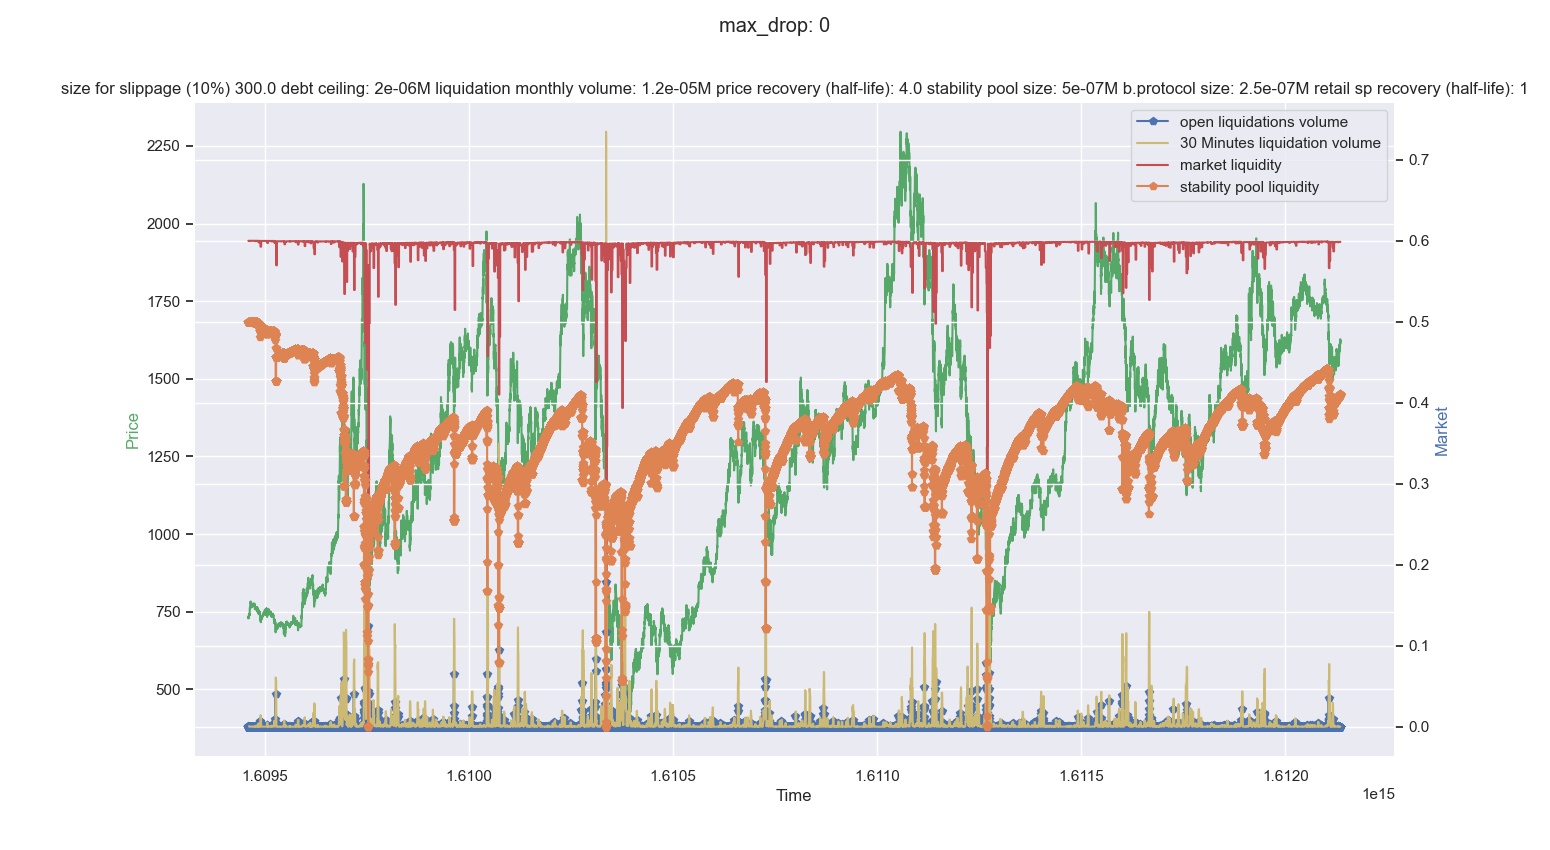 max_drop: 0
size for slippage (10%) 300.0 debt ceiling: 2e-06M liquidation monthly volume: 1.2e-05M price recovery (half-life): 4.0 stability pool size: 5e-07M b.protocol size: 2.5e-07M retail sp recovery (half-life): 1
open liquidations volume
30 Minutes liquidation volume
market liquidity
stability pool liquidity
2250
2000
1750
1500
1250
1000
750
500
Price
0.7
0.6
0.5
0.4
0.3
0.2
0.1
0.0
Market
1.6095 1.6100 1.6105 1.6110 1.6115 1.6120
Time
1e15